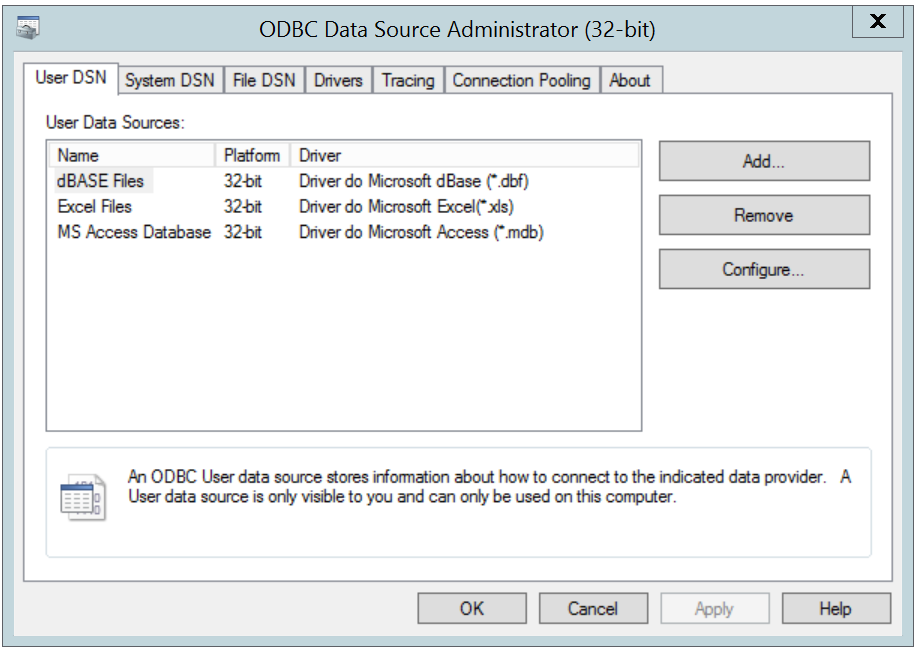 ODBC Data Source Administrator (32-bit)
X
User DSN System DSN File DSN Drivers Tracing Connection Pooling About
User Data Sources:
Name Platform Driver
dBASE Files 32-bit Driver do Microsoft dBase (*.dbf)
Excel Files 32-bit Driver do Microsoft Excel(*.xls)
MS Access Database 32-bit Driver do Microsoft Access (*.mdb)
Add...
Remove
Configure...
An ODBC User data source stores information about how to connect to the indicated data provider. A
User data source is only visible to you and can only be used on this computer.
OK Cancel Apply Help